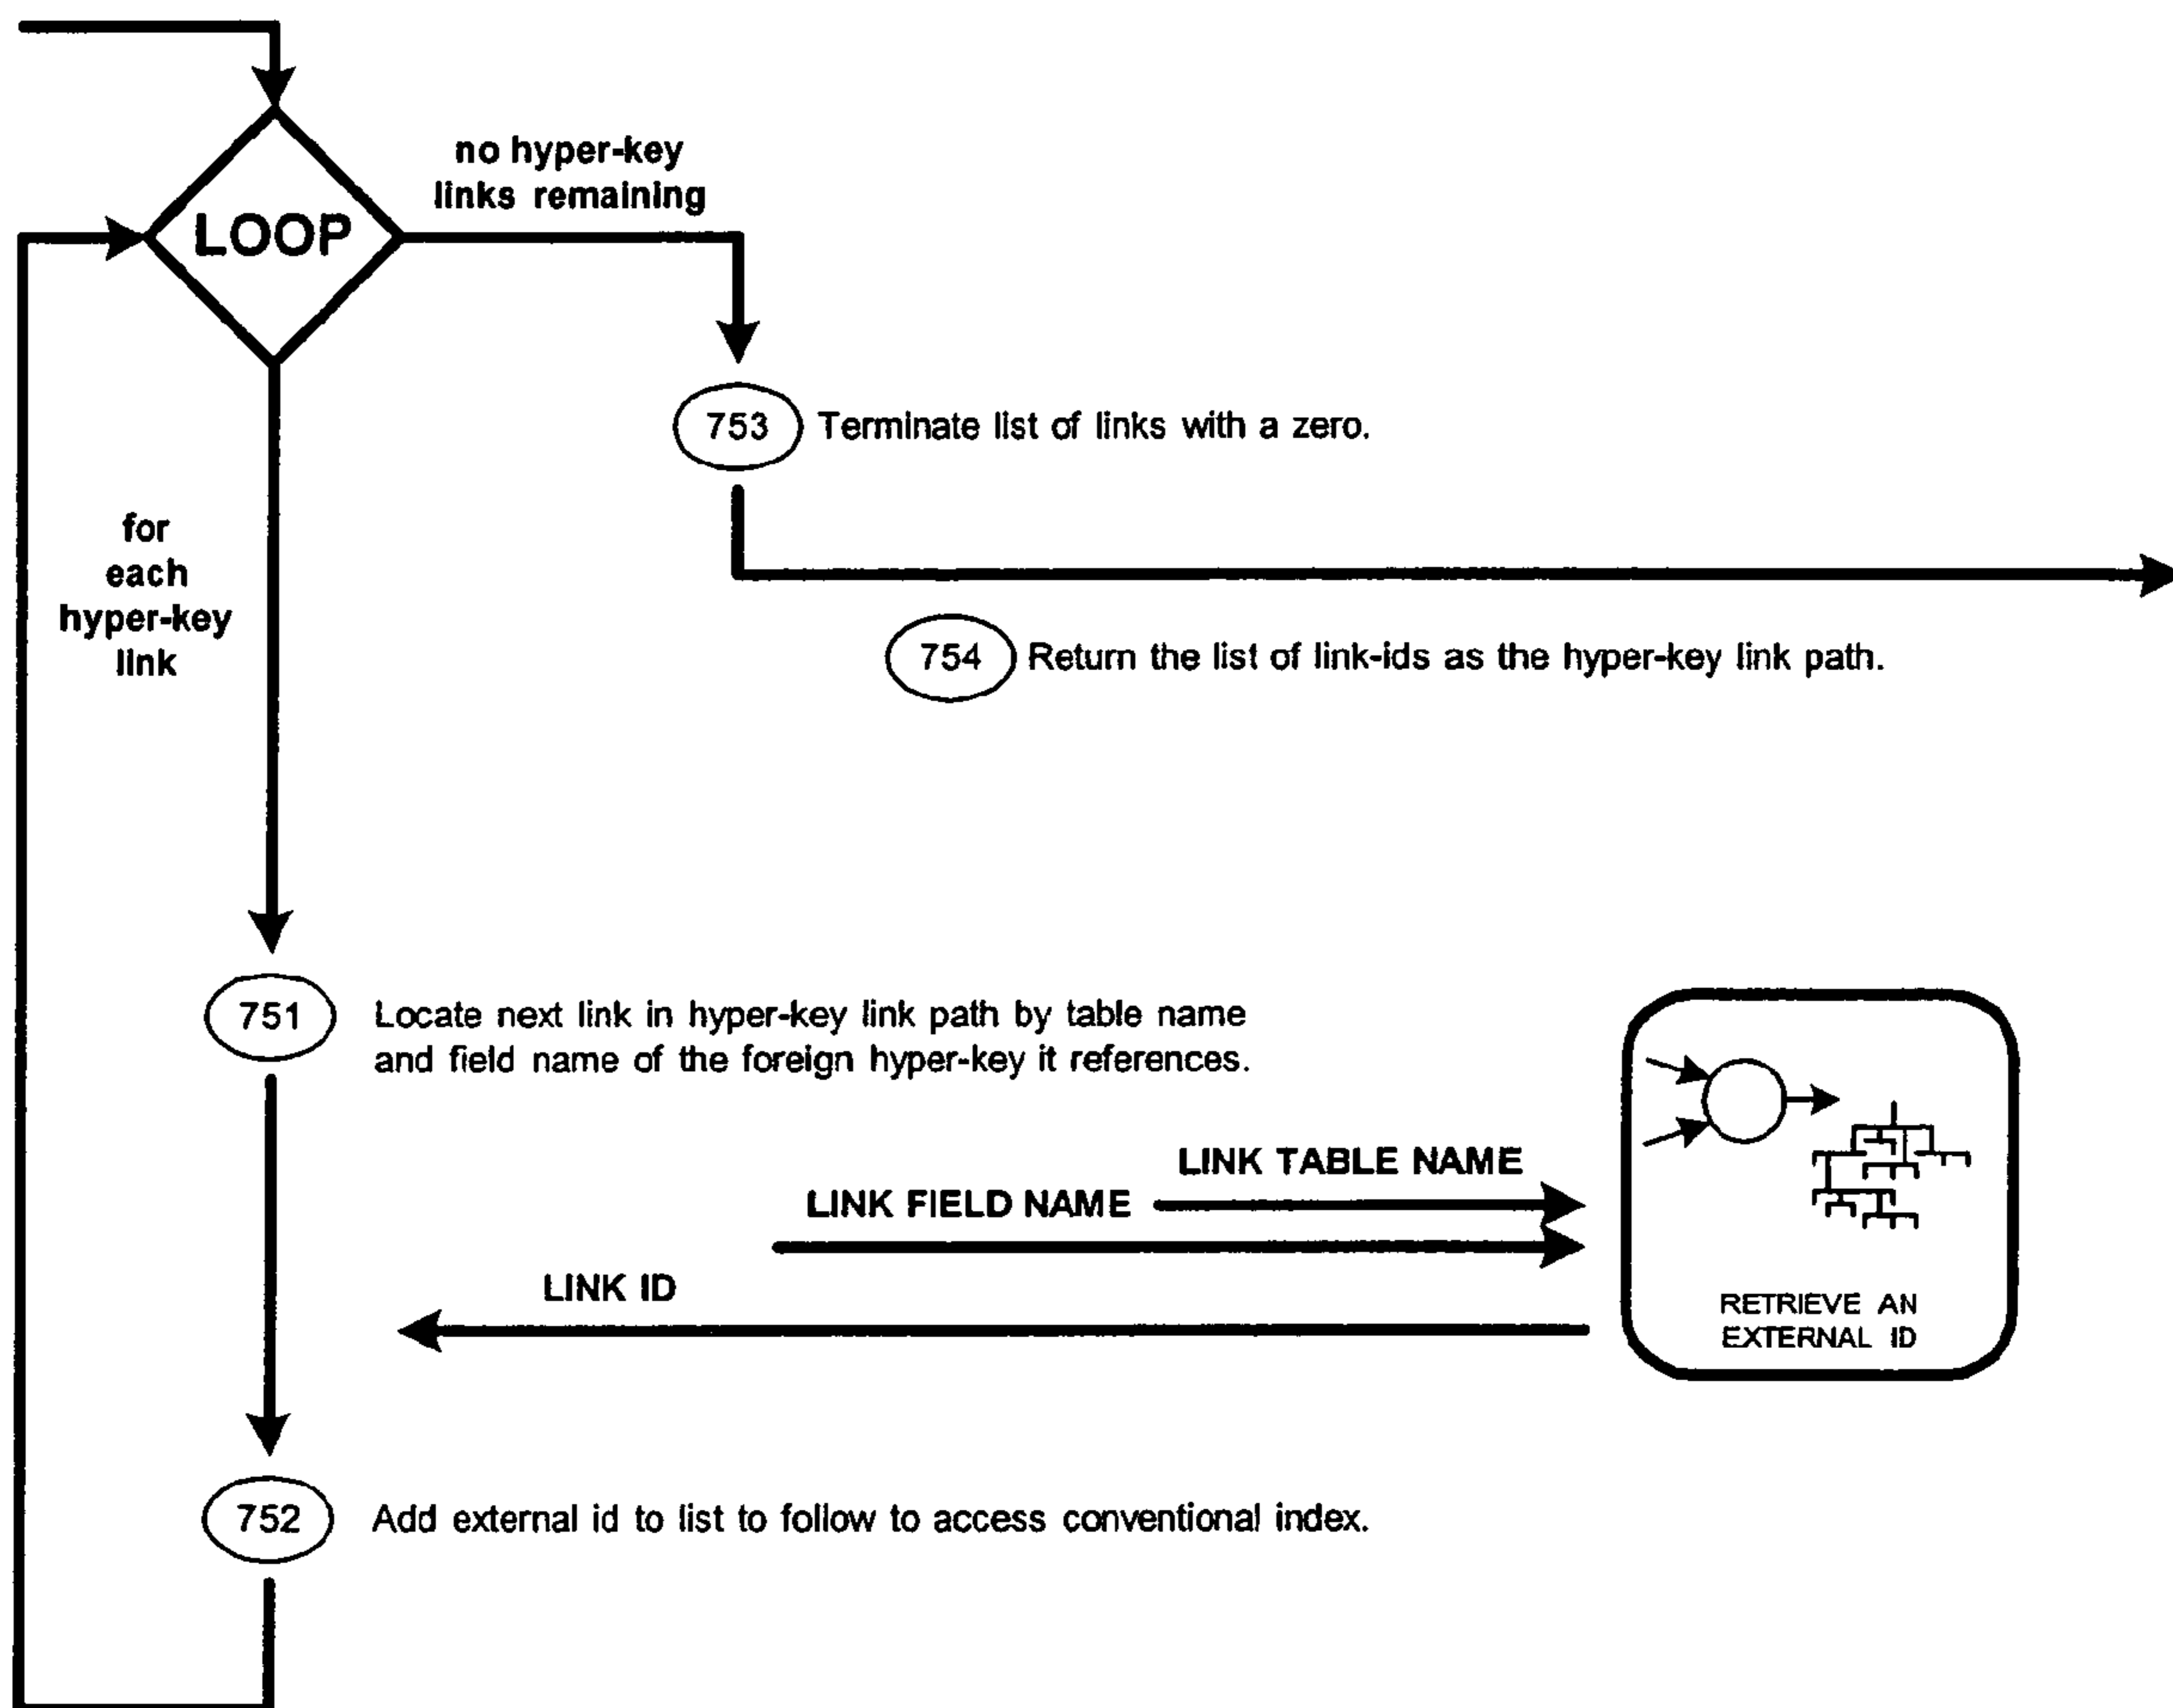 no hyper-key
links remaining
LOOP
753 Terminate list of links with a zero.
for
each
hyper-key
link
754 Return the list of link-ids as the hyper-key link path.
751 Locate next link in hyper-key link path by table name
and field name of the foreign hyper-key it references.
LINK TABLE NAME
LINK FIELD NAME
LINK ID
RETRIEVE AN
EXTERNAL ID
752 Add external id to list to follow to access conventional index.